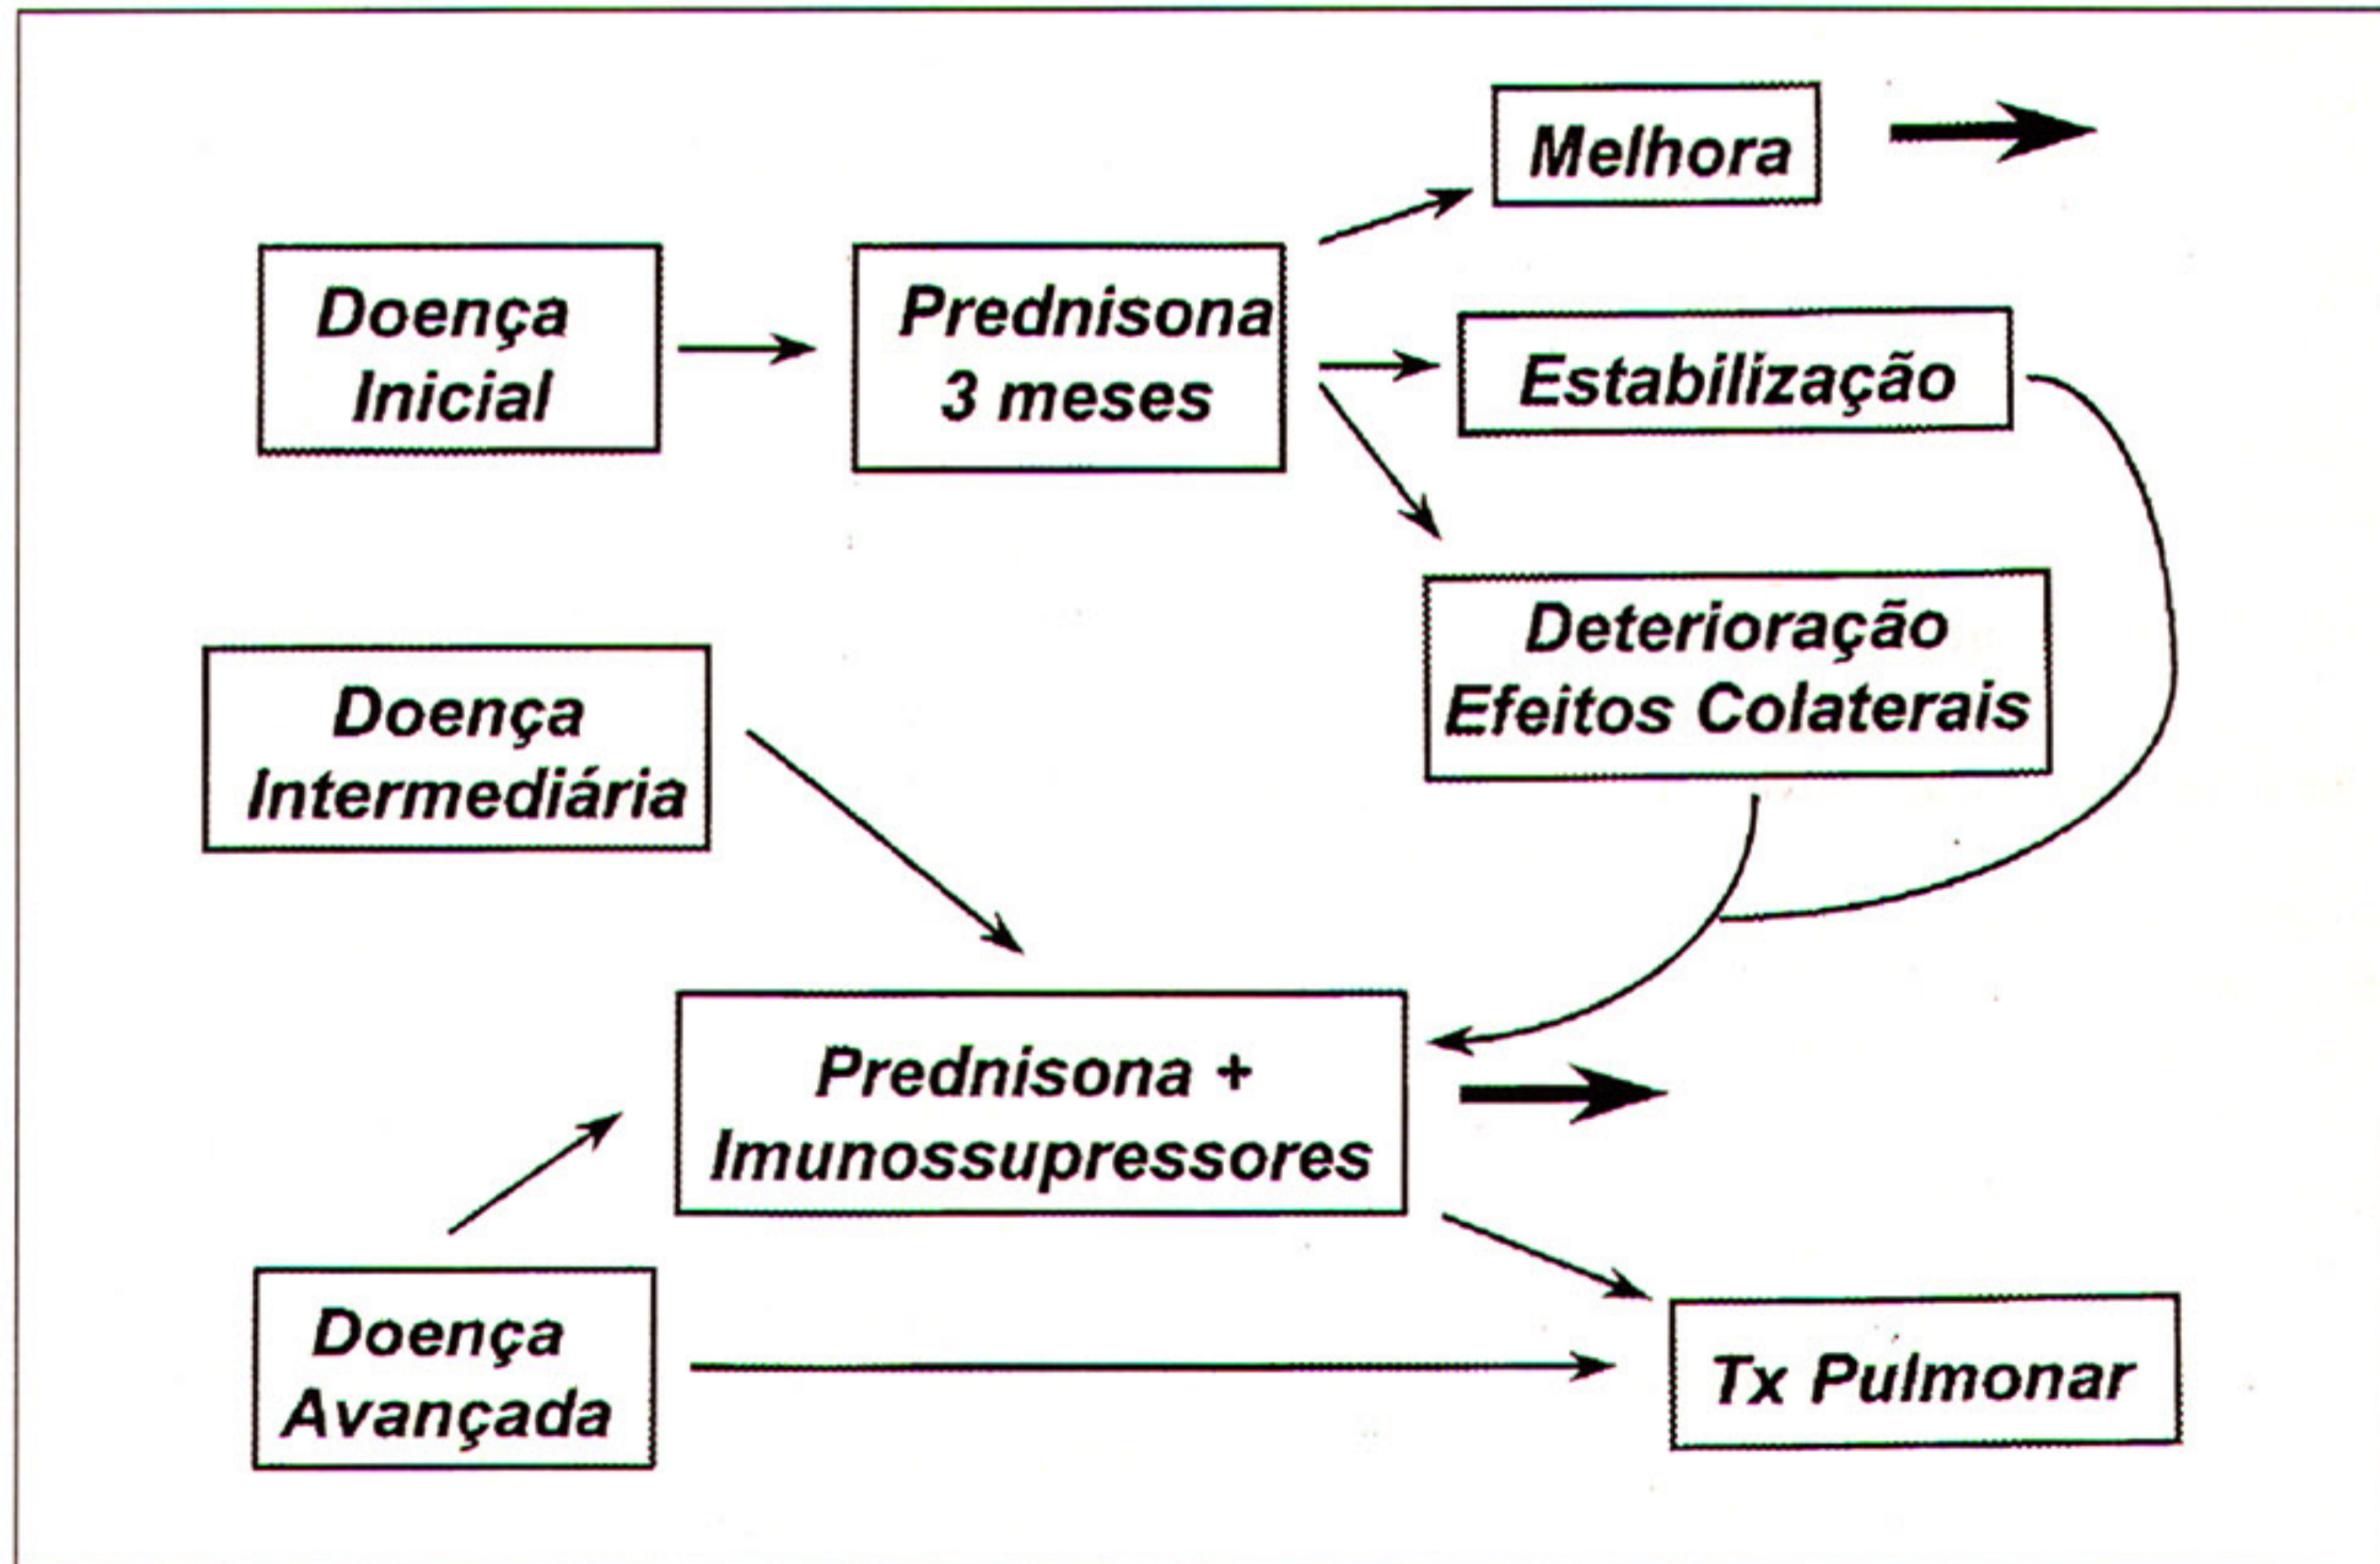 Melhora
Doença
Inicial
Prednisona
3 meses
Estabilização
Deterioração
Efeitos Colaterais
Doença
Intermediária
Prednisona +
Imunossupressores
Doença
Avançada
Tx Pulmonar